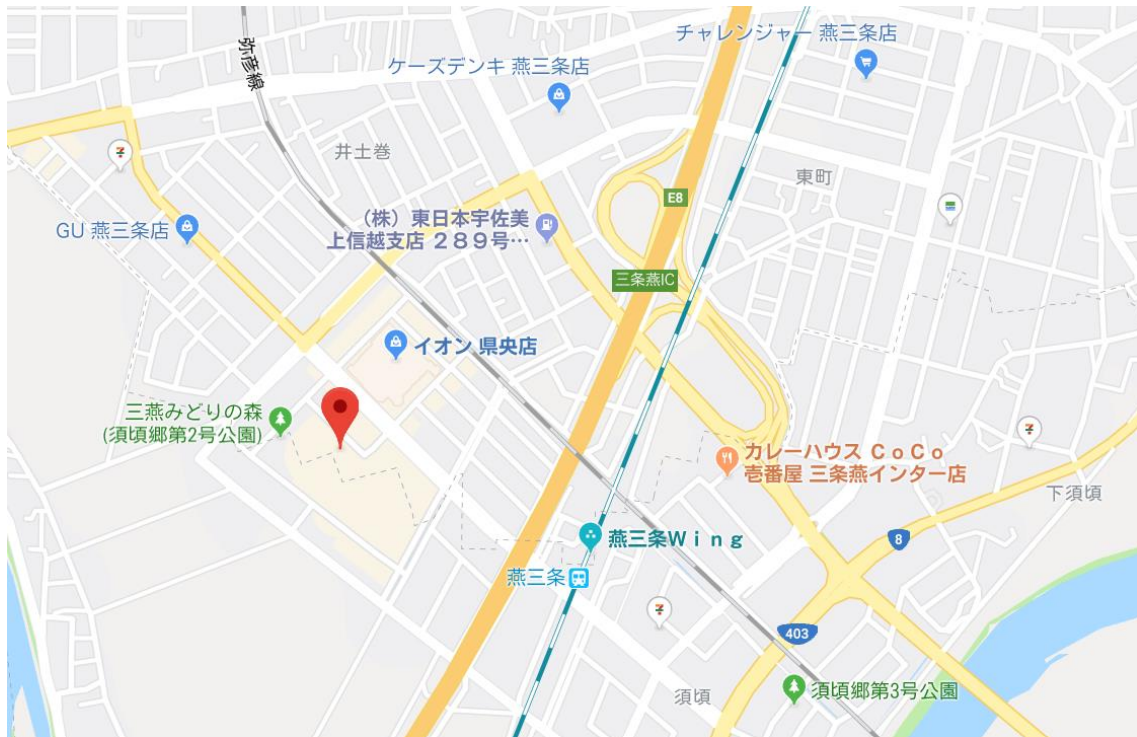 チャレンジャー 燕三条店
弥彦線
ケーズデンキ 燕三条店
井土巻
東町
E8
GU 燕三条店
（株）東日本宇佐美
上信越支店 ２８９号…
三条燕IC
イオン 県央店
三燕みどりの森
(須頃郷第2号公園)
カレーハウス ＣｏＣｏ
壱番屋 三条燕インター店
下須頃
8
燕三条Ｗｉｎｇ
燕三条
403
須頃
須頃郷第3号公園